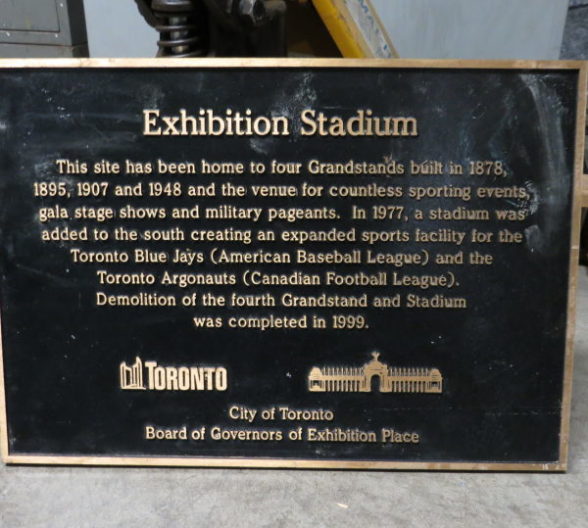 Exhibition Stadium
This site has been home to four Grandstands built in 1878,
1895, 1907 and 1948 and the venue for countless sporting events,
gala stage shows and military pageants. In 1977, a stadium was
added to the south creating an expanded sports facility for the
Toronto Blue Jays (American Baseball League) and the
Toronto Argonauts (Canadian Football League).
Demolition of the fourth Grandstand and Stadium
was completed in 1999.
TORONTO
City of Toronto
Board of Governors of Exhibition Place